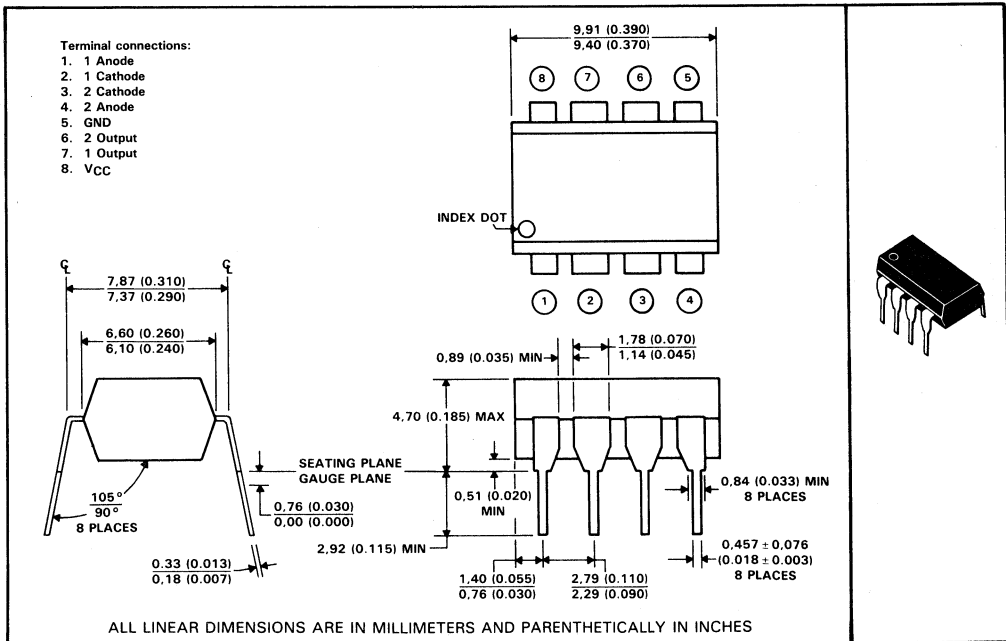 Terminal connections:
1. 1 Anode
2. 1 Cathode
3. 2 Cathode
4. 2 Anode
5. GND
6. 2 Output
7. 1 Output
8. VCC
9,91 (0.390)
9,40 (0.370)
8 7 6 5
INDEX DOT
1 2 3 4
℄ ℄
7,87 (0.310)
7,37 (0.290)
6,60 (0.260)
6,10 (0.240)
105°
90°
8 PLACES
SEATING PLANE
GAUGE PLANE
0,76 (0.030)
0,00 (0.000)
0.33 (0.013)
0,18 (0.007)
0,89 (0.035) MIN
1,78 (0.070)
1,14 (0.045)
4,70 (0.185) MAX
0,51 (0.020)
MIN
2,92 (0.115) MIN
0,84 (0.033) MIN
8 PLACES
0,457 ± 0,076
(0.018 ± 0.003)
8 PLACES
1,40 (0.055)
0,76 (0.030)
2,79 (0.110)
2,29 (0.090)
ALL LINEAR DIMENSIONS ARE IN MILLIMETERS AND PARENTHETICALLY IN INCHES